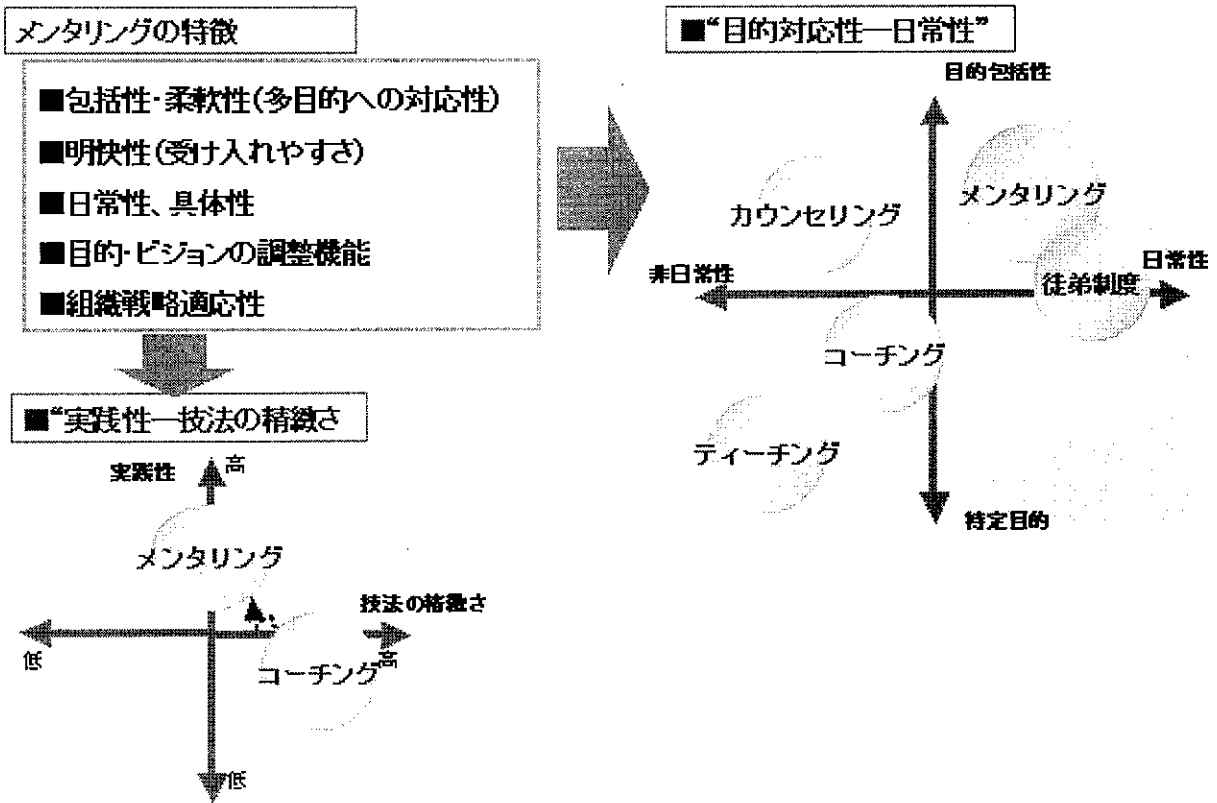 メンタリングの特徴
■包括性・柔軟性(多目的への対応性)
■明快性(受け入れやすさ)
■日常性、具体性
■目的・ビジョンの調整機能
■組織戦略適応性
■“目的対応性―日常性”
目的包括性
メンタリング
カウンセリング
非日常性
日常性
徒弟制度
コーチング
ティーチング
特定目的
■“実践性―技法の精緻さ
実践性
高
メンタリング
技法の精緻さ
低
高
コーチング
低